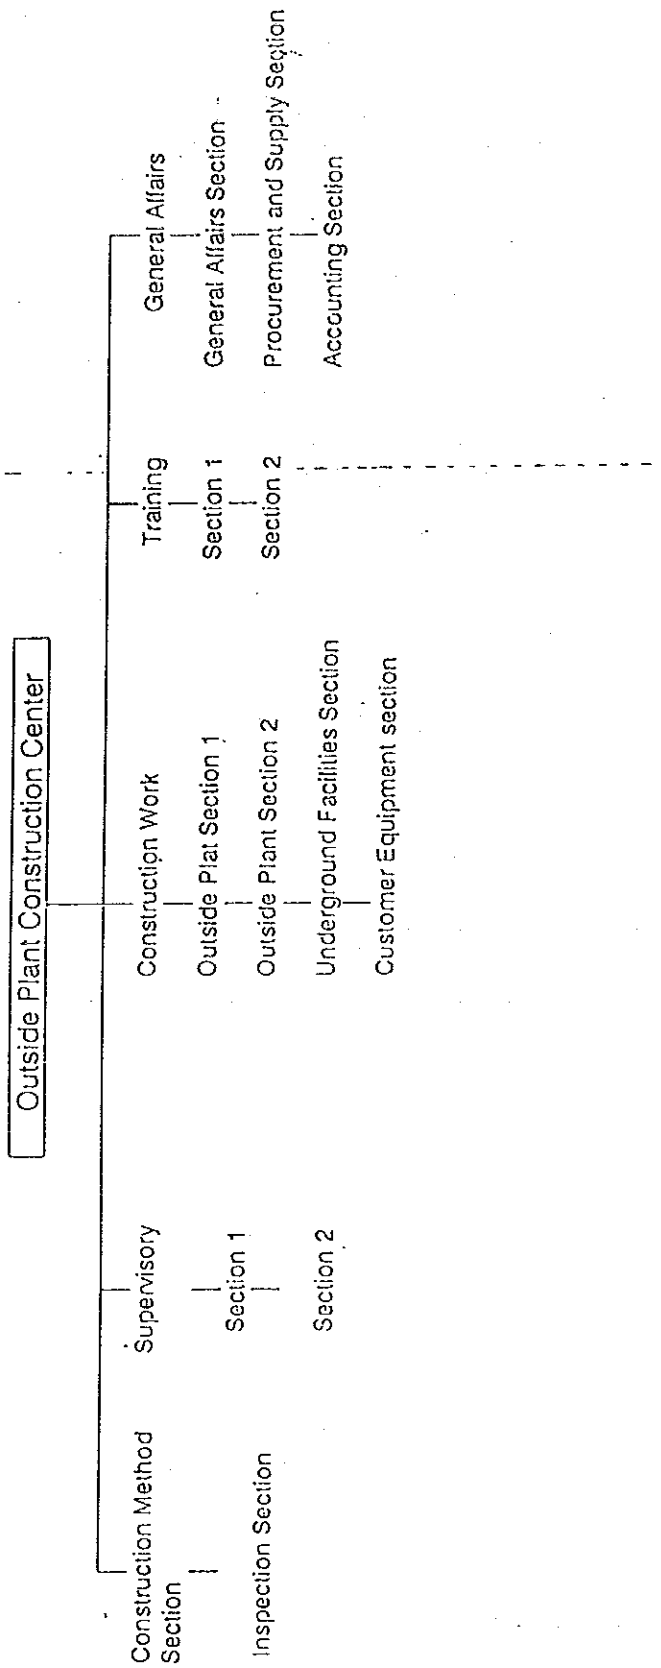 Outside Plant Construction Center
Construction Method
Section
Inspection Section
Supervisory
Section 1
Section 2
Construction Work
Outside Plat Section 1
Outside Plant Section 2
Underground Facilities Section
Customer Equipment section
Training
Section 1
Section 2
General Affairs
General Affairs Section
Procurement and Supply Section
Accounting Section